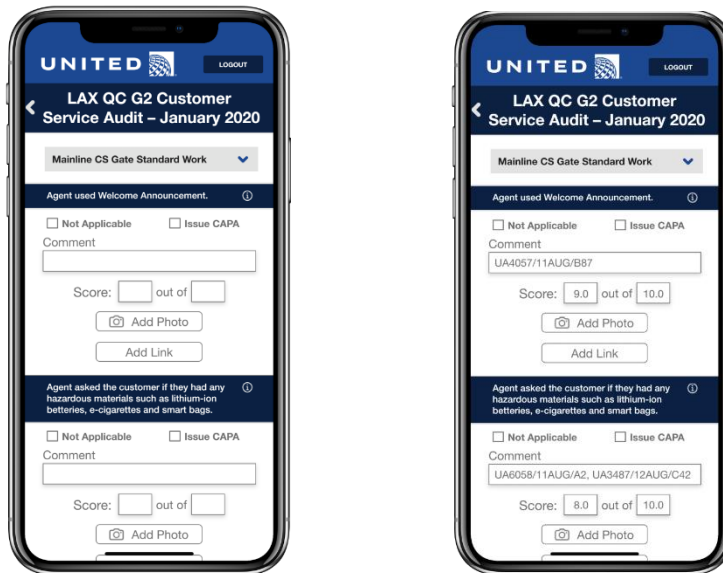 UNITED
LOGOUT
LAX QC G2 Customer
Service Audit – January 2020
Mainline CS Gate Standard Work
Agent used Welcome Announcement.
Not Applicable
Issue CAPA
Comment
Score:
out of
Add Photo
Add Link
Agent asked the customer if they had any
hazardous materials such as lithium-ion
betteries, e-cigarettes and smart bags.
Not Applicable
Issue CAPA
Comment
Score:
out of
Add Photo
UNITED
LOGOUT
LAX QC G2 Customer
Service Audit – January 2020
Mainline CS Gate Standard Work
Agent used Welcome Announcement.
Not Applicable
Issue CAPA
Comment
UA4057/11AUG/B87
Score: 9.0 out of 10.0
Add Photo
Add Link
Agent asked the customer if they had any
hazardous materials such as lithium-ion
betteries, e-cigarettes and smart bags.
Not Applicable
Issue CAPA
Comment
UA6058/11AUG/A2, UA3487/12AUG/C42
Score: 8.0 out of 10.0
Add Photo